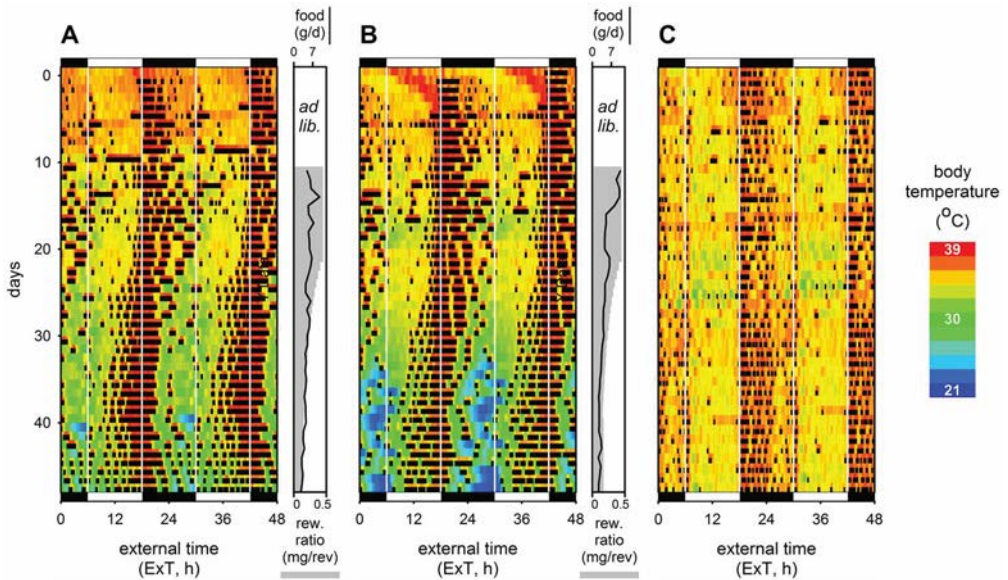 food
(g/d)
0 7
food
(g/d)
0 7
A
B
C
0
10
20
30
40
days
ad
lib.
ad
lib.
body
temperature
(°C)
39
30
21
0 12 24 36 48
external time
(ExT, h)
0 0.5
rew.
ratio
(mg/rev)
0 12 24 36 48
external time
(ExT, h)
0 0.5
rew.
ratio
(mg/rev)
0 12 24 36 48
external time
(ExT, h)